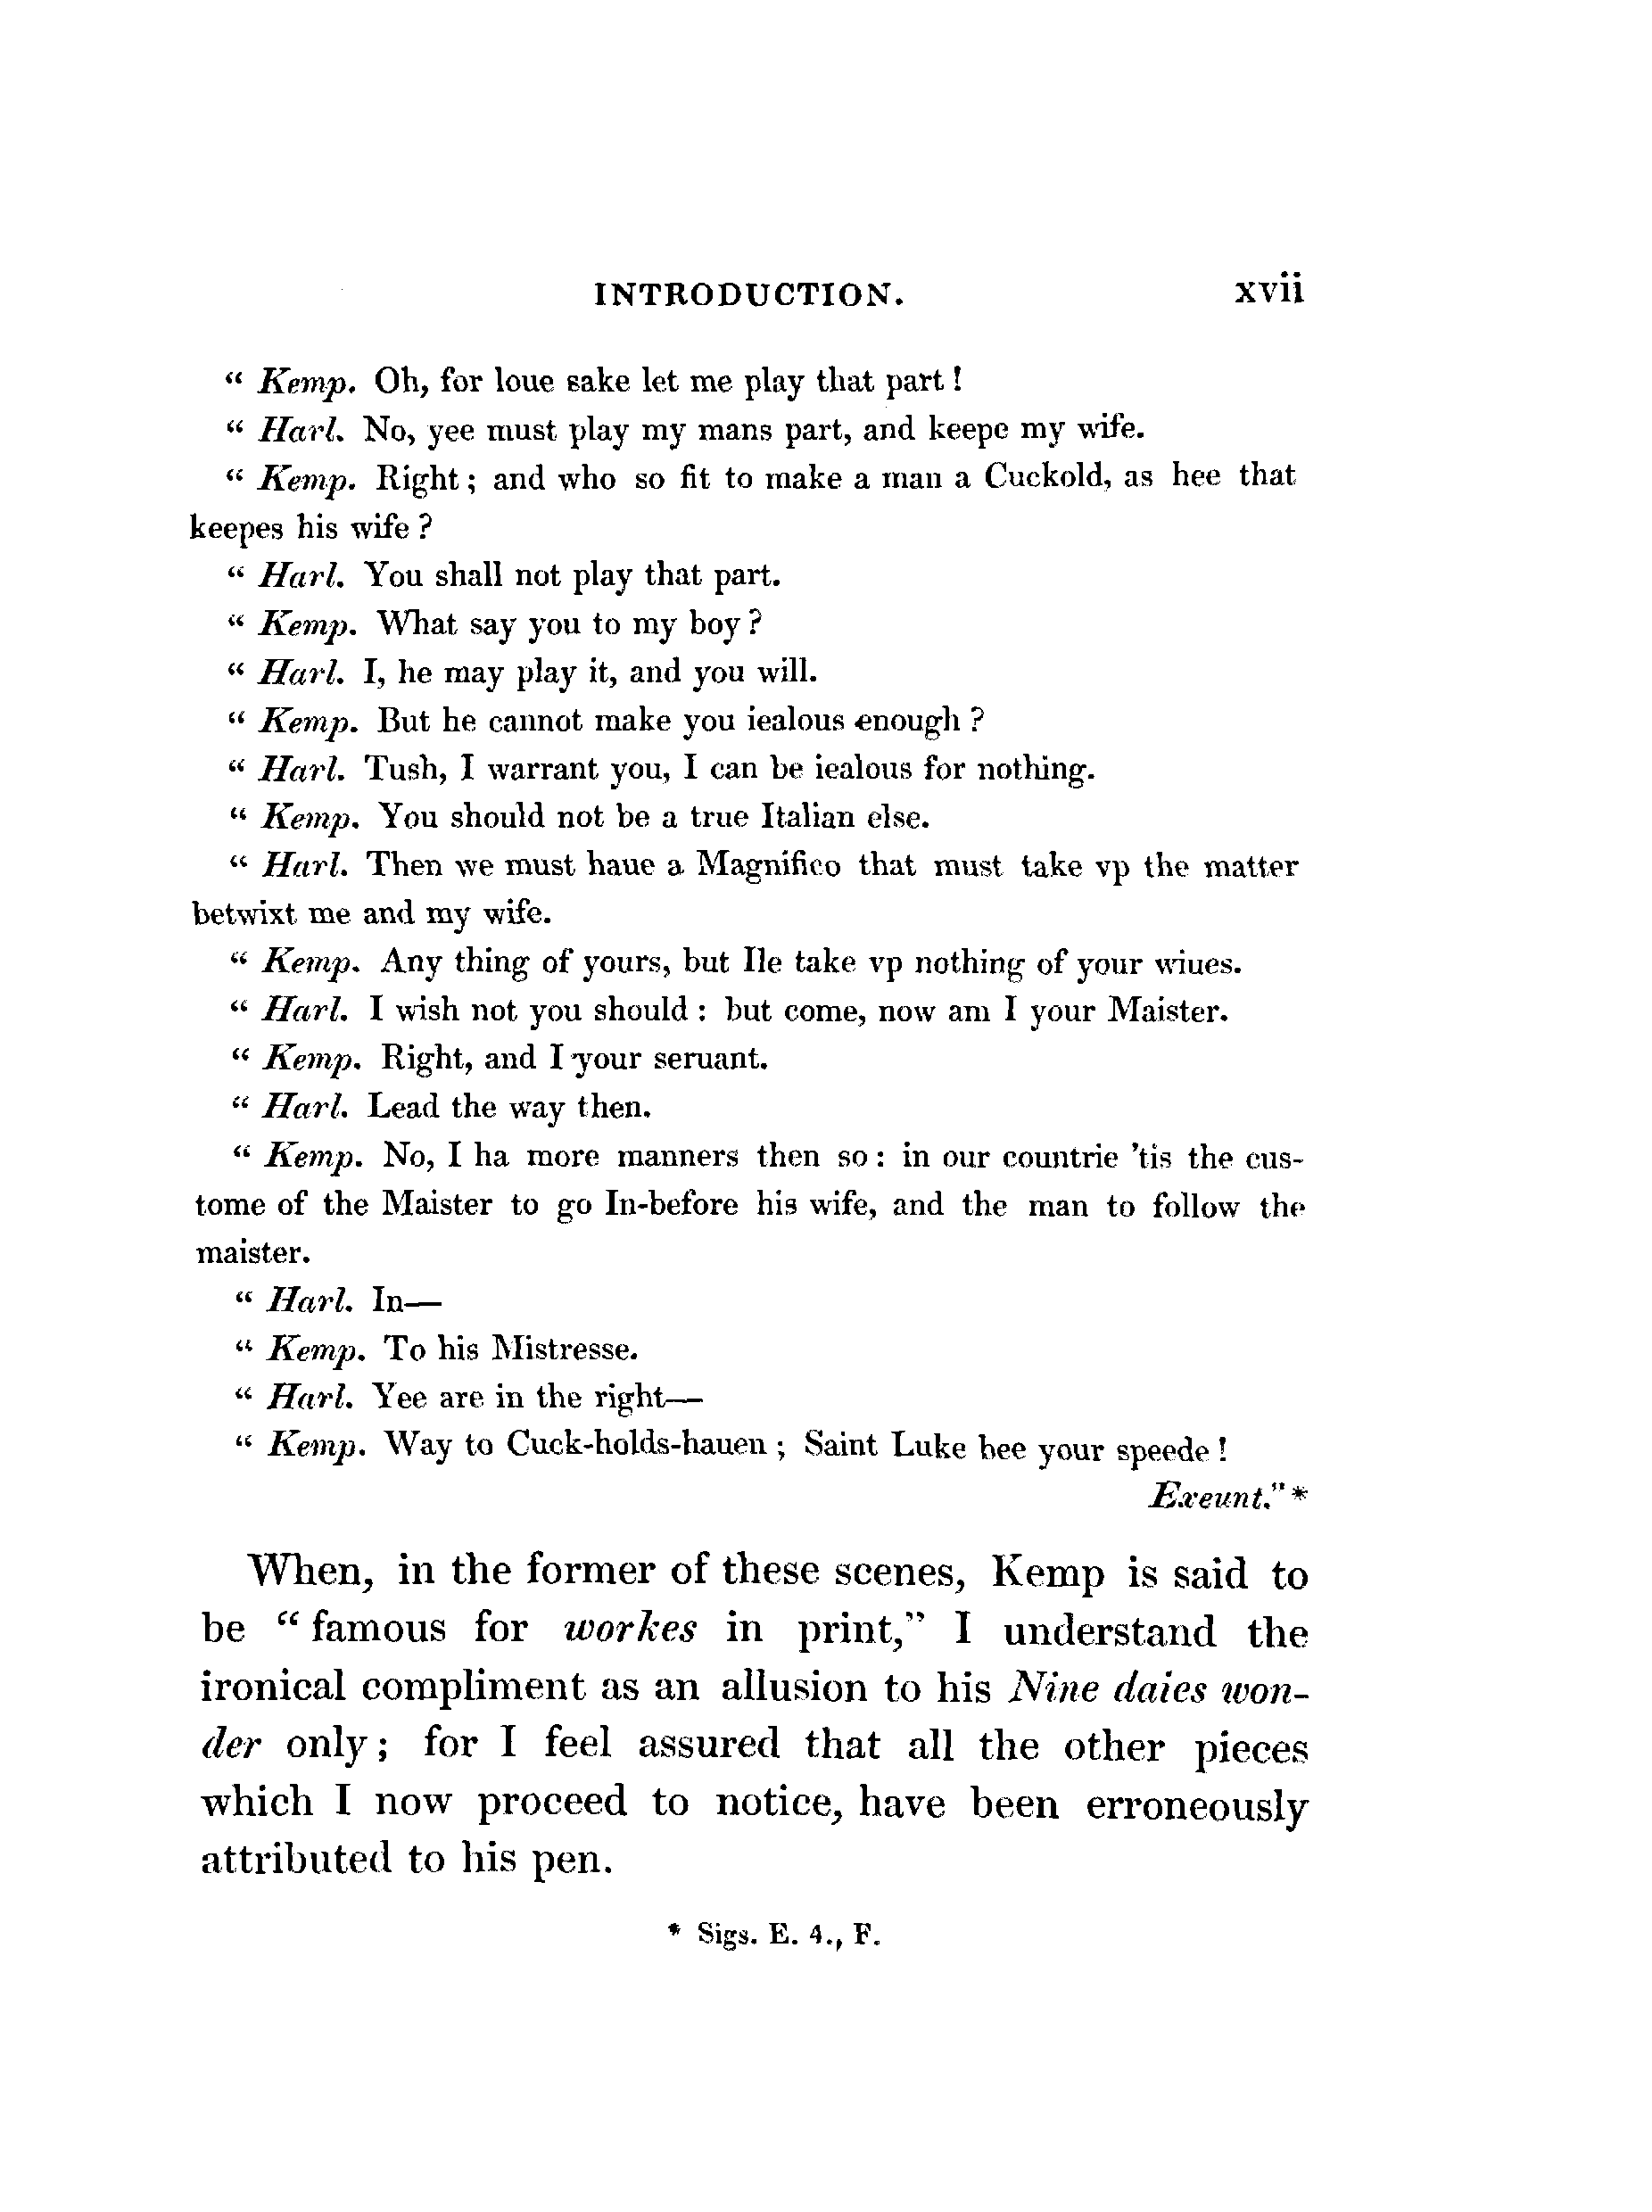 INTRODUCTION. xvii
“ Kemp. Oh, for loue sake let me play that part !
“ Harl. No, yee must play my mans part, and keepe my wife.
“ Kemp. Right ; and who so fit to make a man a Cuckold, as hee that
keepes his wife ?
“ Harl. You shall not play that part.
“ Kemp. What say you to my boy ?
“ Harl. I, he may play it, and you will.
“ Kemp. But he cannot make you iealous enough ?
“ Harl. Tush, I warrant you, I can be iealous for nothing.
“ Kemp. You should not be a true Italian else.
“ Harl. Then we must haue a Magnifico that must take vp the matter
betwixt me and my wife.
“ Kemp. Any thing of yours, but Ile take vp nothing of your wiues.
“ Harl. I wish not you should : but come, now am I your Maister.
“ Kemp. Right, and I your seruant.
“ Harl. Lead the way then.
“ Kemp. No, I ha more manners then so : in our countrie 'tis the cus-
tome of the Maister to go In-before his wife, and the man to follow the
maister.
“ Harl. In—
“ Kemp. To his Mistresse.
“ Harl. Yee are in the right—
“ Kemp. Way to Cuck-holds-hauen ; Saint Luke bee your speede !
Exeunt.” *
When, in the former of these scenes, Kemp is said to
be “ famous for workes in print,” I understand the
ironical compliment as an allusion to his Nine daies won-
der only ; for I feel assured that all the other pieces
which I now proceed to notice, have been erroneously
attributed to his pen.
* Sigs. E. 4., F.